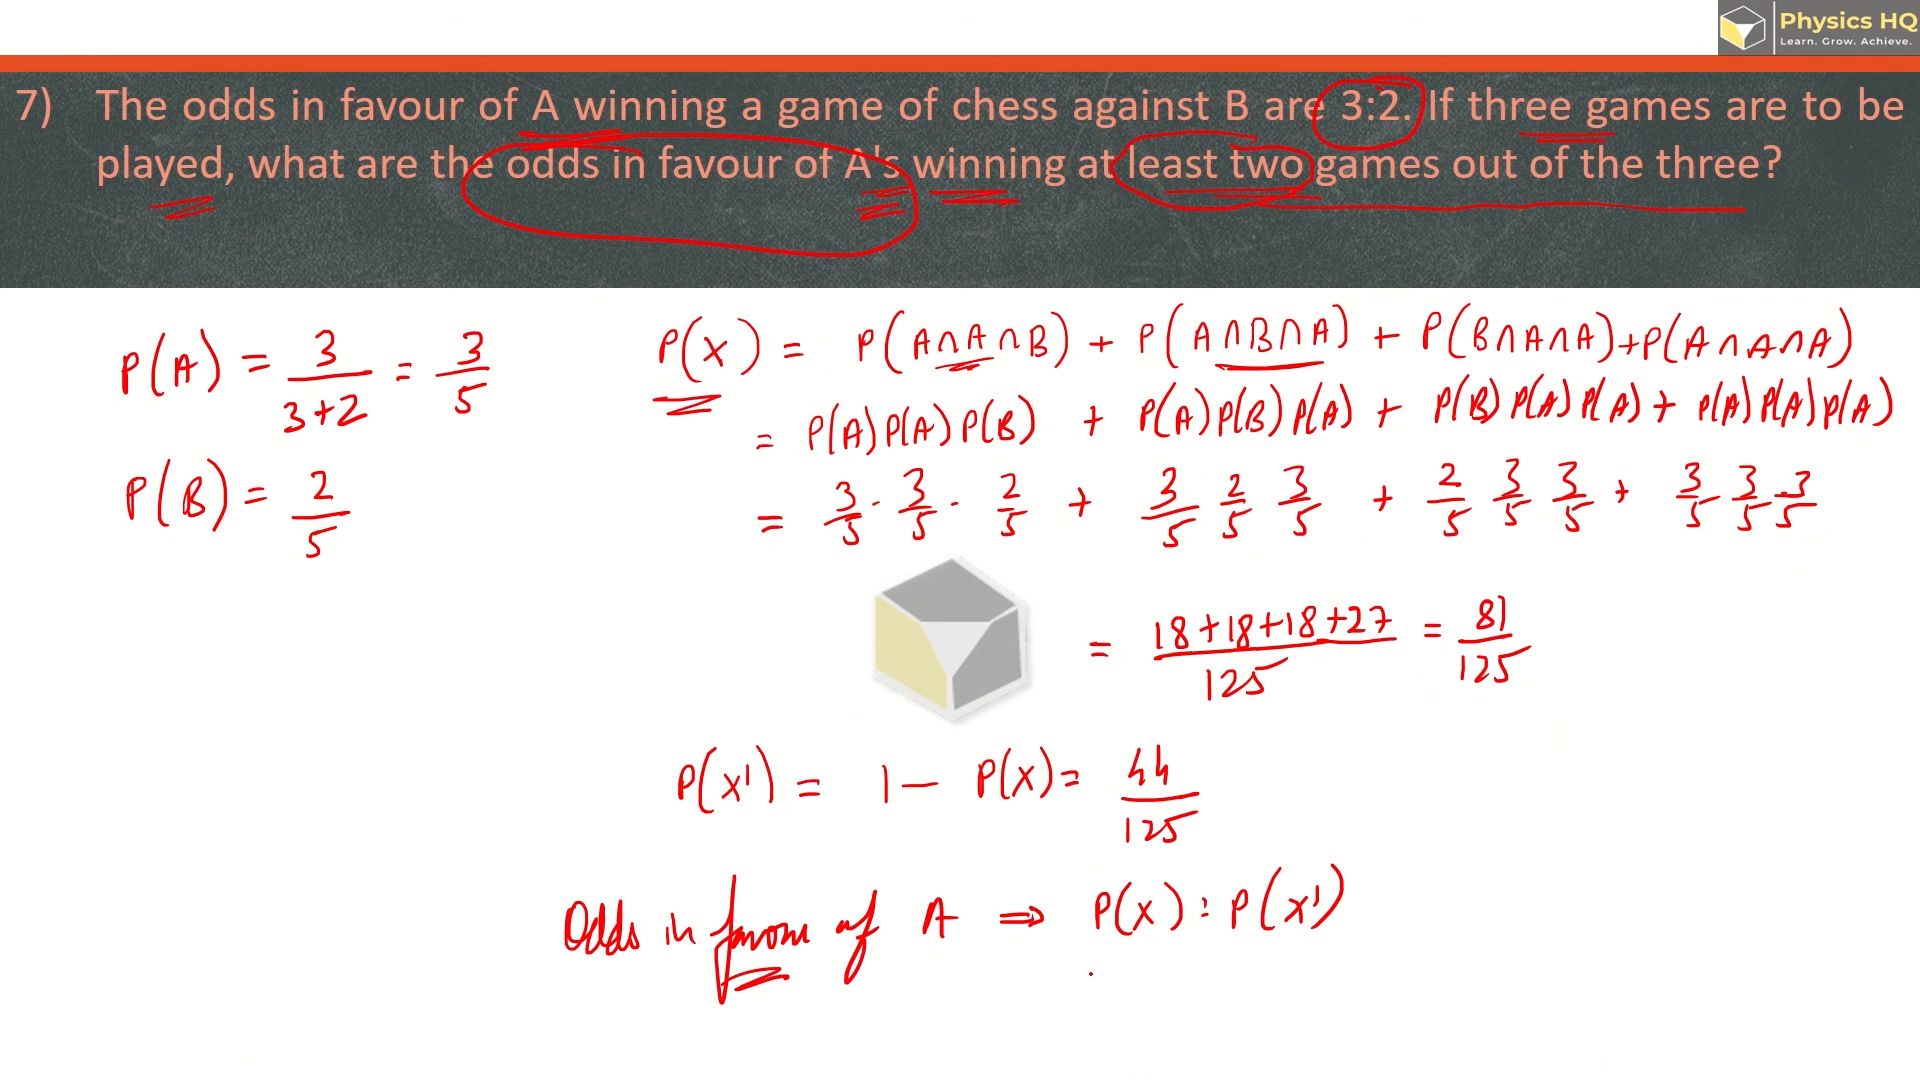 Physics HQ
Learn. Grow. Achieve.
7) The odds in favour of A winning a game of chess against B are 3:2. If three games are to be
played, what are the odds in favour of A's winning at least two games out of the three?
P(A) = 3/(3+2) = 3/5
P(B) = 2/5
P(X) = P(A∩A∩B) + P(A∩B∩A) + P(B∩A∩A) + P(A∩A∩A)
= P(A)P(A)P(B) + P(A)P(B)P(A) + P(B)P(A)P(A) + P(A)P(A)P(A)
= 3/5 · 3/5 · 2/5 + 3/5 2/5 3/5 + 2/5 3/5 3/5 + 3/5 3/5 3/5
= (18+18+18+27)/125 = 81/125
P(X') = 1 − P(X) = 44/125
Odds in favour of A ⇒ P(X) : P(X')